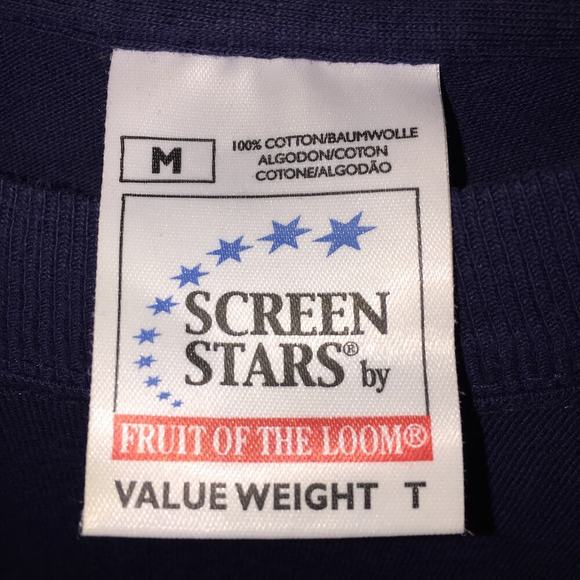 M
100% COTTON/BAUMWOLLE
ALGODON/COTON
COTONE/ALGODÃO
SCREEN
STARS® by
FRUIT OF THE LOOM®
VALUE WEIGHT T